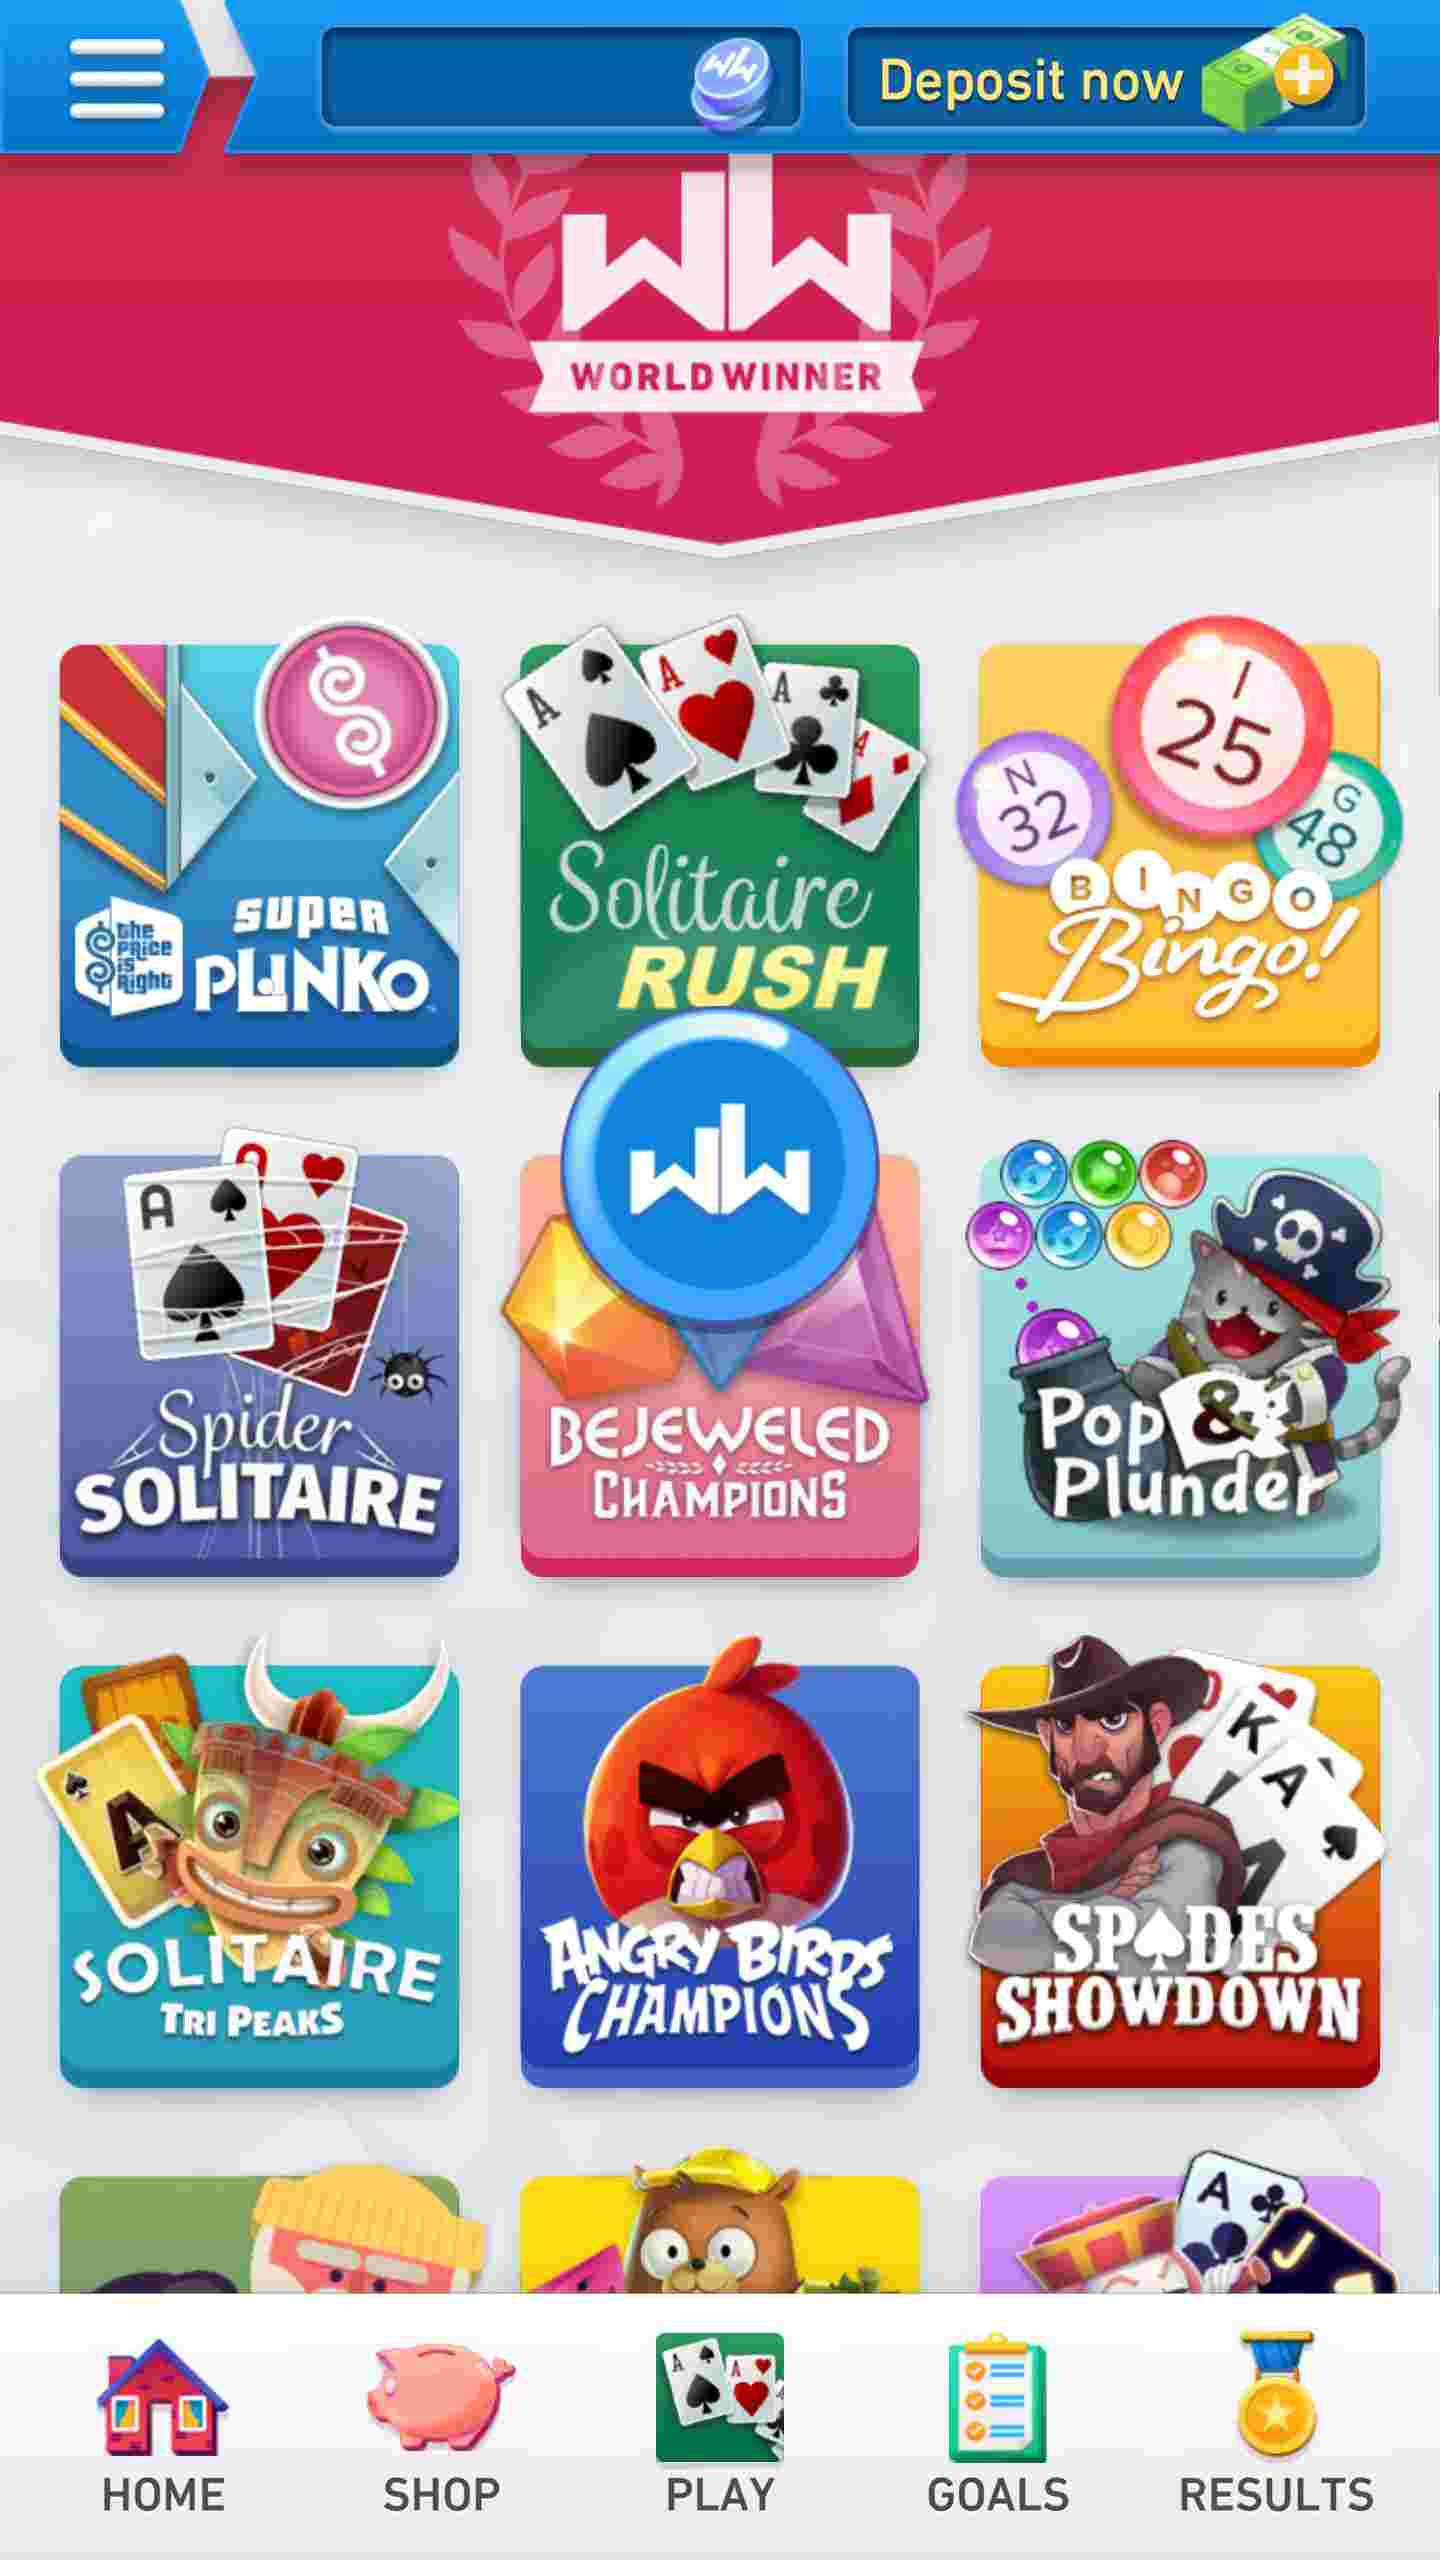 Deposit now
WW
WORLD WINNER
the
PRICE
is
Right
SUPER
PLINKO
A
A
A
A
Solitaire
RUSH
I
25
N
32
G
48
BINGO
Bingo!
A
Spider
SOLITAIRE
WW
BEJEWELED
CHAMPIONS
Pop &
Plunder
A
SOLITAIRE
TRI PEAKS
ANGRY BIRDS
CHAMPIONS
K
A
SPADES
SHOWDOWN
A
J
A
A
HOME
SHOP
PLAY
GOALS
RESULTS